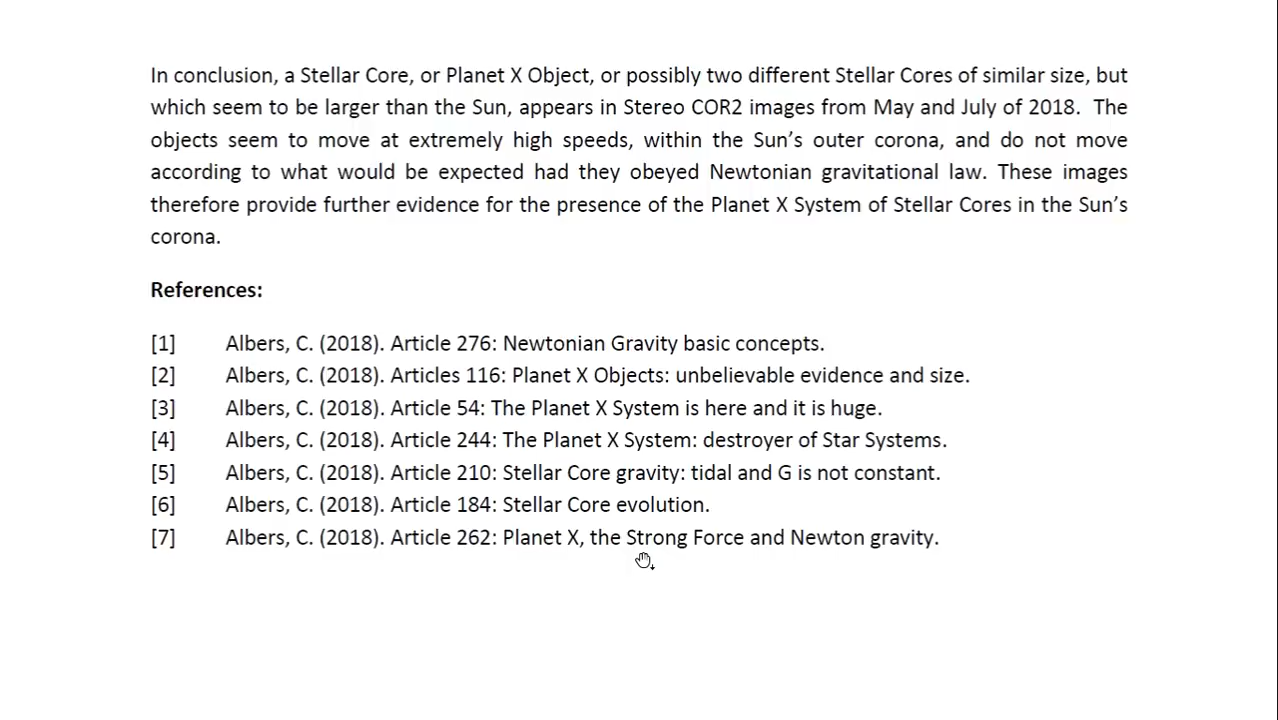 In conclusion, a Stellar Core, or Planet X Object, or possibly two different Stellar Cores of similar size, but
which seem to be larger than the Sun, appears in Stereo COR2 images from May and July of 2018. The
objects seem to move at extremely high speeds, within the Sun’s outer corona, and do not move
according to what would be expected had they obeyed Newtonian gravitational law. These images
therefore provide further evidence for the presence of the Planet X System of Stellar Cores in the Sun’s
corona.
References:
[1] Albers, C. (2018). Article 276: Newtonian Gravity basic concepts.
[2] Albers, C. (2018). Articles 116: Planet X Objects: unbelievable evidence and size.
[3] Albers, C. (2018). Article 54: The Planet X System is here and it is huge.
[4] Albers, C. (2018). Article 244: The Planet X System: destroyer of Star Systems.
[5] Albers, C. (2018). Article 210: Stellar Core gravity: tidal and G is not constant.
[6] Albers, C. (2018). Article 184: Stellar Core evolution.
[7] Albers, C. (2018). Article 262: Planet X, the Strong Force and Newton gravity.